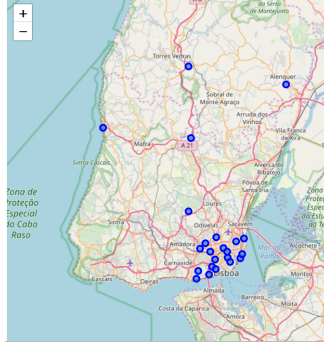 +
−
da Serra
de Montejunto
Torres Vedras
Alenquer
Sobral de
Monte Agraço
Arruda dos
Vinhos
Vila Franca
de Xira
Mafra
A 21
Sintra-Cascais
Alverca do
Ribatejo
Póvoa de
Santa Iria
Zona de
Proteção
Especial
do Cabo
Raso
Loures
Sintra
Odivelas
Sacavém
Amadora
Alcochete
Carnaxide
Lisboa
Montijo
Cascais
Oeiras
Almada
Barreiro
Moita
Costa da Caparica